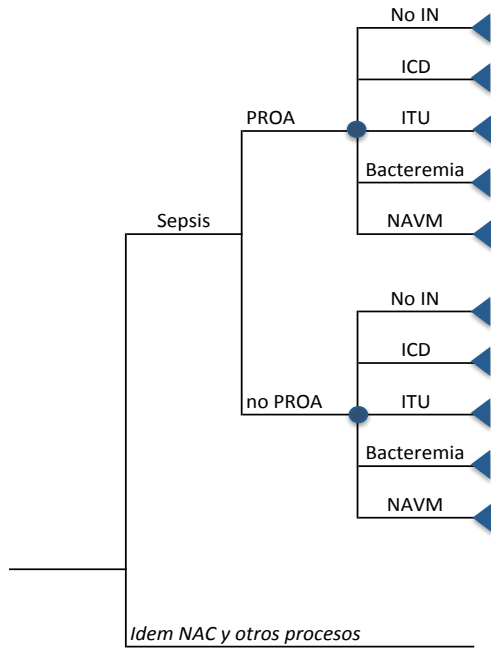 No IN
ICD
PROA
ITU
Bacteremia
NAVM
Sepsis
No IN
ICD
no PROA
ITU
Bacteremia
NAVM
Idem NAC y otros procesos